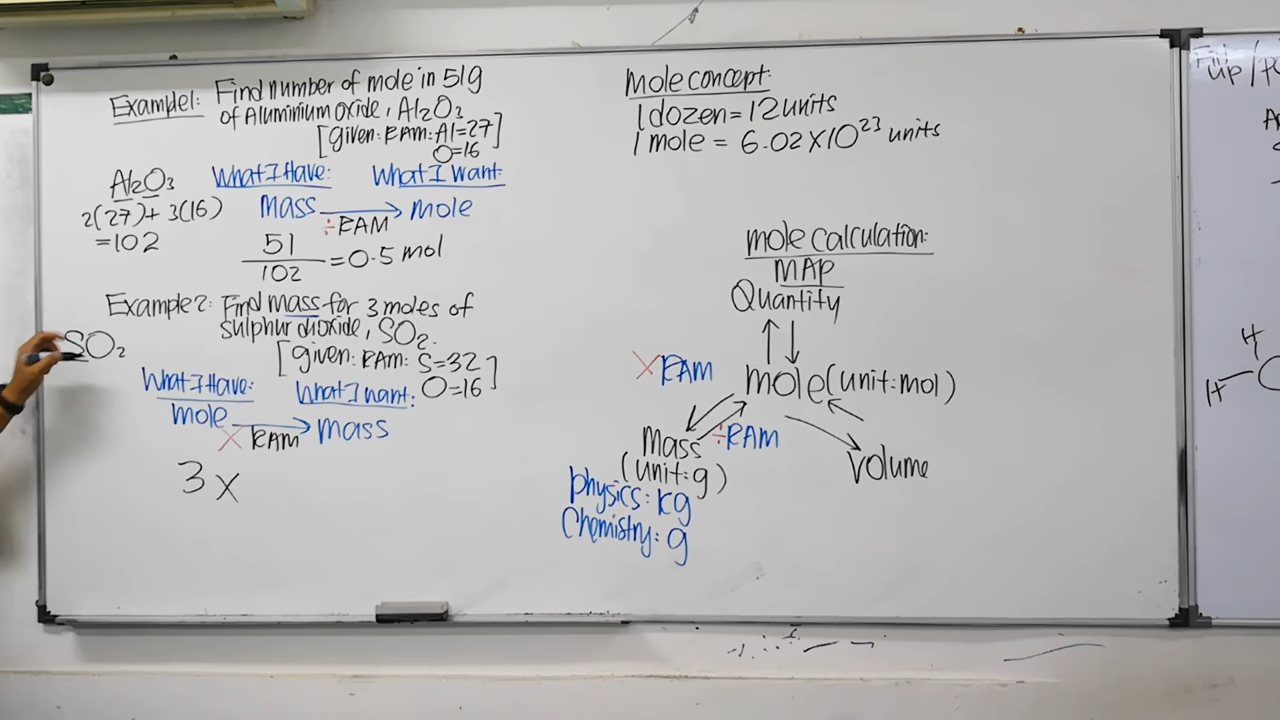 Example1: Find number of mole in 51g
of Aluminium oxide, Al₂O₃
[given: RAM: Al=27]
O=16
Al₂O₃
2(27)+ 3(16)
=102
What I Have: What I want:
Mass ÷RAM → mole
51
102
=0.5 mol
Example2: Find mass for 3 moles of
sulphur dioxide, SO₂.
[given: RAM: S=32]
O=16
SO₂
What I Have: What I want:
mole × RAM → mass
3 ×
Mole concept:
1 dozen = 12 units
1 mole = 6.02×10²³ units
mole calculation:
MAP
Quantity
× RAM
mole (unit:mol)
Mass
÷RAM
(unit:g)
Volume
physics: kg
Chemistry: g
up /
H
H